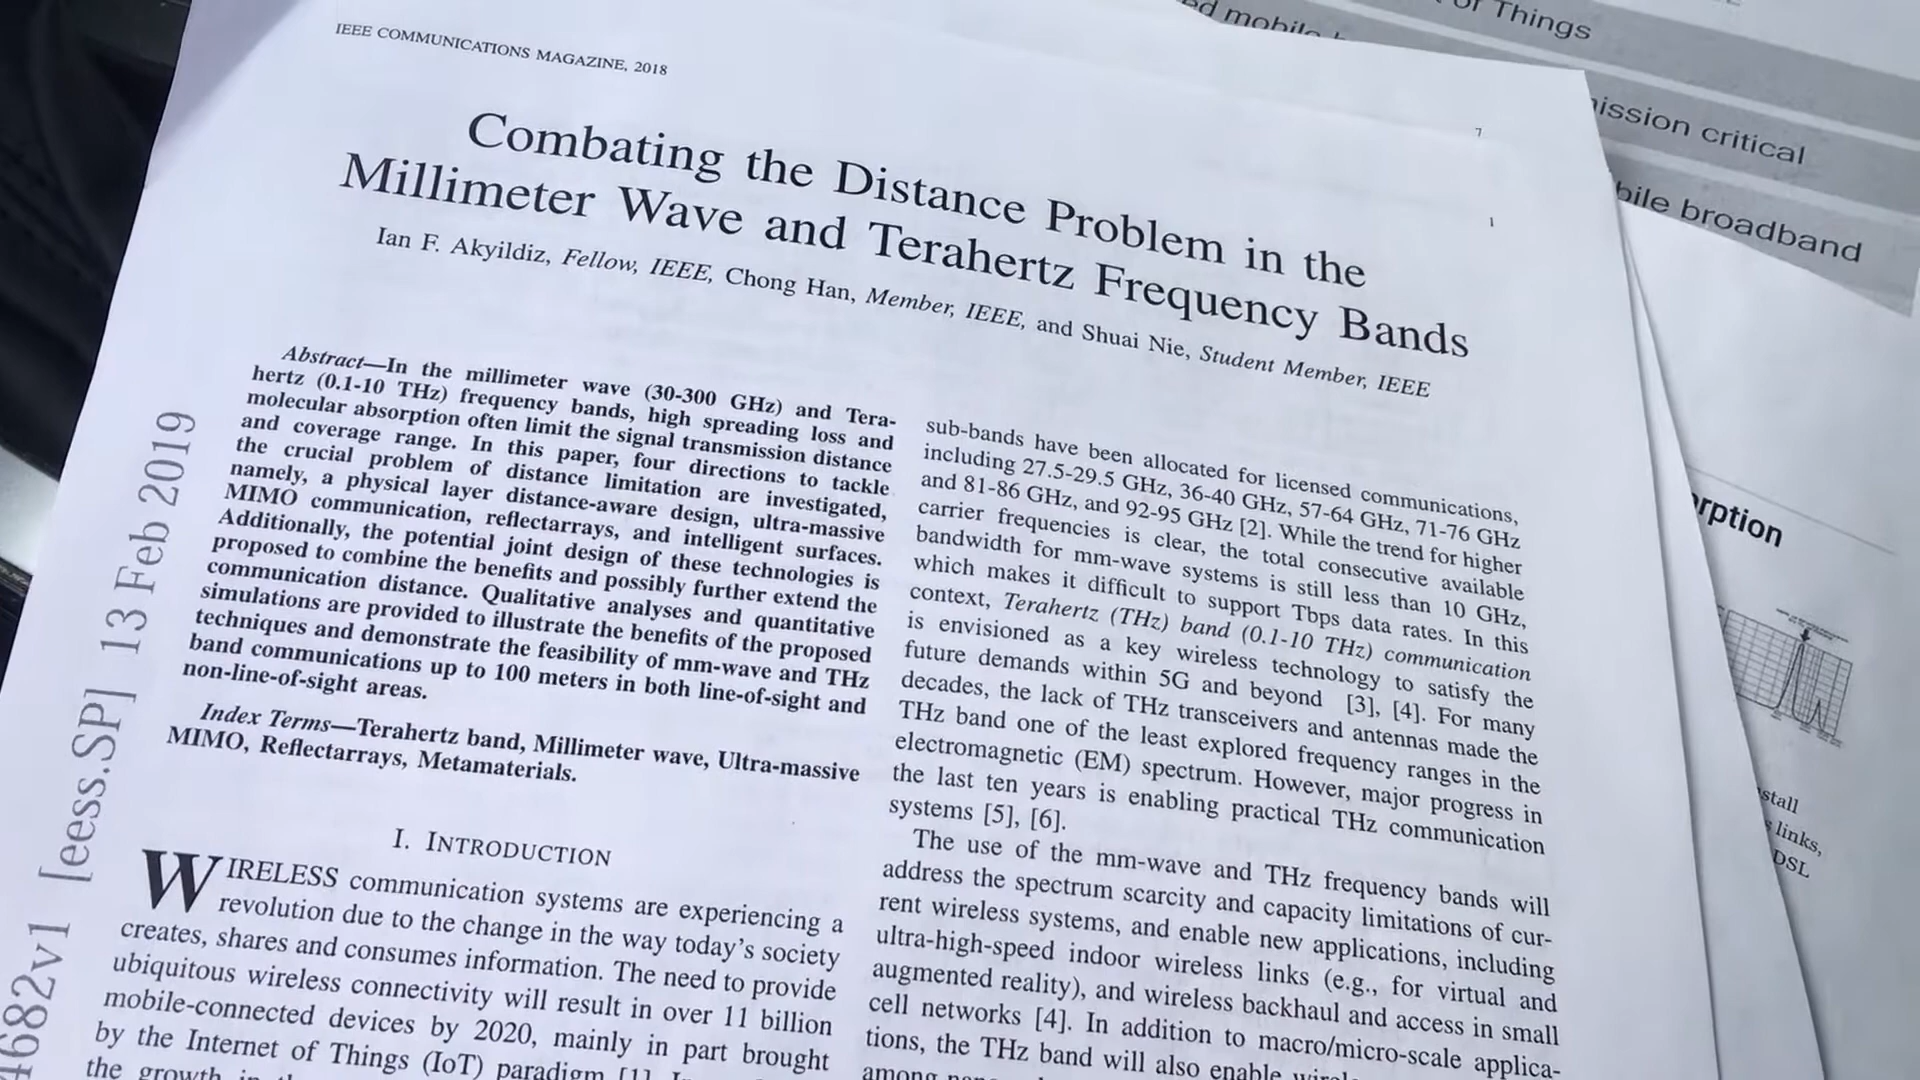 IEEE COMMUNICATIONS MAGAZINE, 2018
7
1
Combating the Distance Problem in the
Millimeter Wave and Terahertz Frequency Bands
Ian F. Akyildiz, Fellow, IEEE, Chong Han, Member, IEEE, and Shuai Nie, Student Member, IEEE
Abstract—In the millimeter wave (30-300 GHz) and Tera-
hertz (0.1-10 THz) frequency bands, high spreading loss and
molecular absorption often limit the signal transmission distance
and coverage range. In this paper, four directions to tackle
the crucial problem of distance limitation are investigated,
namely, a physical layer distance-aware design, ultra-massive
MIMO communication, reflectarrays, and intelligent surfaces.
Additionally, the potential joint design of these technologies is
proposed to combine the benefits and possibly further extend the
communication distance. Qualitative analyses and quantitative
simulations are provided to illustrate the benefits of the proposed
techniques and demonstrate the feasibility of mm-wave and THz
band communications up to 100 meters in both line-of-sight and
non-line-of-sight areas.
Index Terms—Terahertz band, Millimeter wave, Ultra-massive
MIMO, Reflectarrays, Metamaterials.
I. INTRODUCTION
WIRELESS communication systems are experiencing a
revolution due to the change in the way today's society
creates, shares and consumes information. The need to provide
ubiquitous wireless connectivity will result in over 11 billion
mobile-connected devices by 2020, mainly in part brought
by the Internet of Things (IoT) paradigm [1].
the growth in
sub-bands have been allocated for licensed communications,
including 27.5-29.5 GHz, 36-40 GHz, 57-64 GHz, 71-76 GHz
and 81-86 GHz, and 92-95 GHz [2]. While the trend for higher
carrier frequencies is clear, the total consecutive available
bandwidth for mm-wave systems is still less than 10 GHz,
which makes it difficult to support Tbps data rates. In this
context, Terahertz (THz) band (0.1-10 THz) communication
is envisioned as a key wireless technology to satisfy the
future demands within 5G and beyond [3], [4]. For many
decades, the lack of THz transceivers and antennas made the
THz band one of the least explored frequency ranges in the
electromagnetic (EM) spectrum. However, major progress in
the last ten years is enabling practical THz communication
systems [5], [6].
The use of the mm-wave and THz frequency bands will
address the spectrum scarcity and capacity limitations of cur-
rent wireless systems, and enable new applications, including
ultra-high-speed indoor wireless links (e.g., for virtual and
augmented reality), and wireless backhaul and access in small
cell networks [4]. In addition to macro/micro-scale applica-
tions, the THz band will also enable
among
4682v1 [eess.SP] 13 Feb 2019
ed mobile
of Things
ission critical
bile broadband
rption
stall
links,
DSL